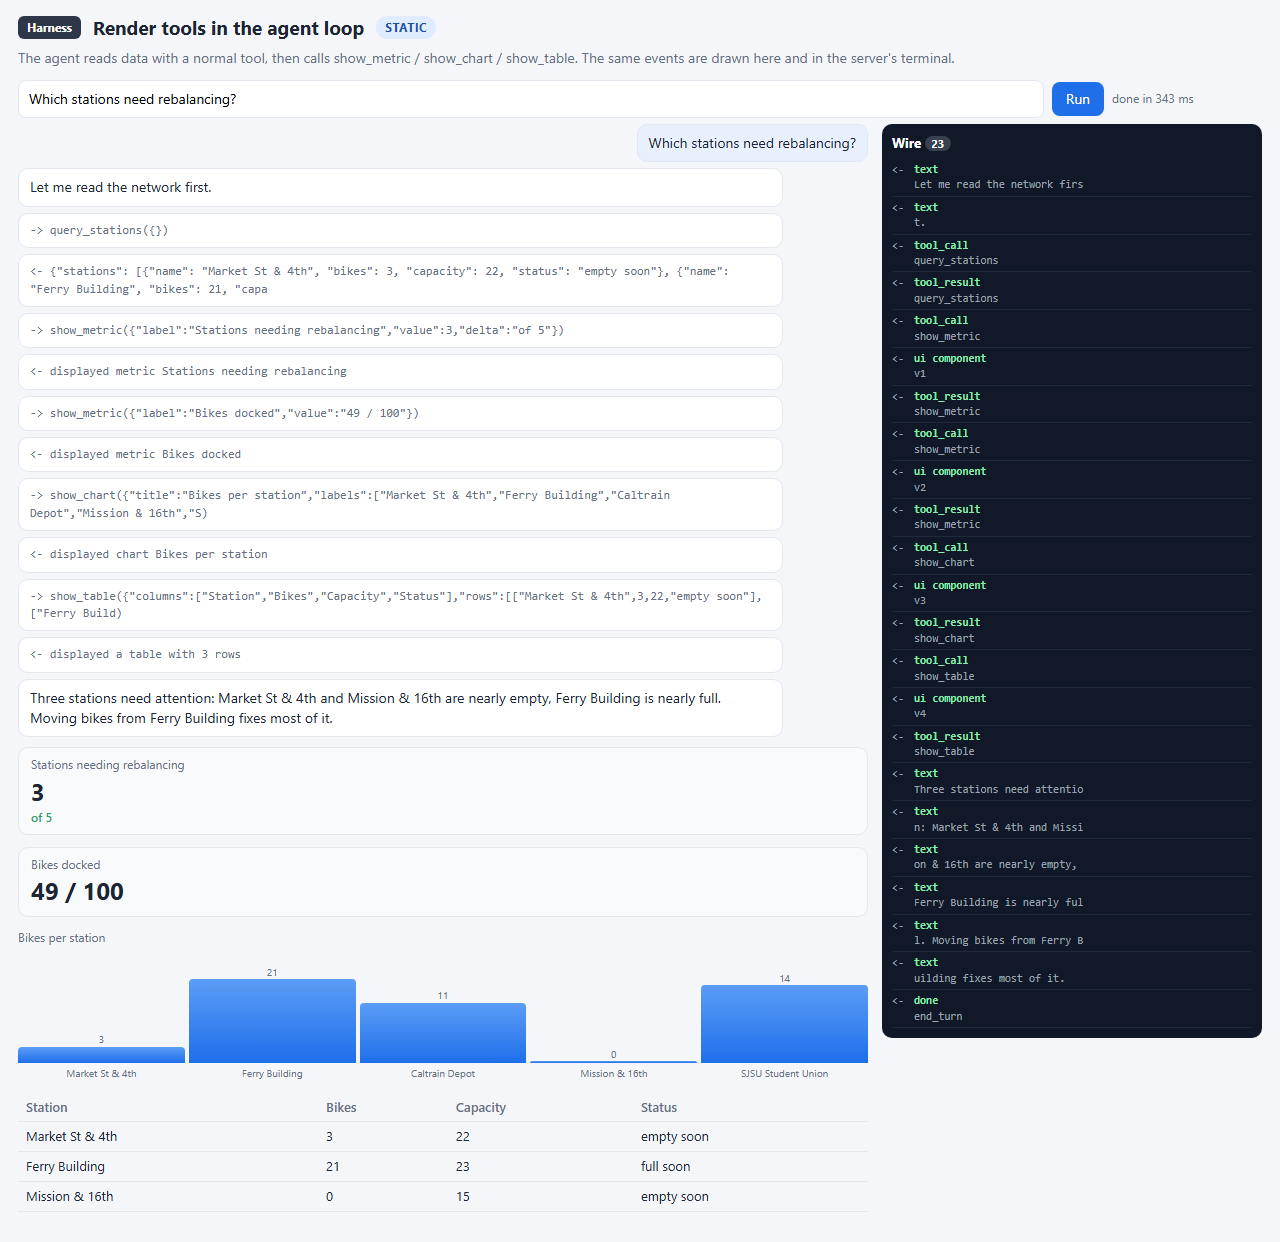 Harness Render tools in the agent loop STATIC
The agent reads data with a normal tool, then calls show_metric / show_chart / show_table. The same events are drawn here and in the server's terminal.
Which stations need rebalancing? Run done in 343 ms
Which stations need rebalancing?
Let me read the network first.
-> query_stations({})
<- {"stations": [{"name": "Market St & 4th", "bikes": 3, "capacity": 22, "status": "empty soon"}, {"name":
"Ferry Building", "bikes": 21, "capa
-> show_metric({"label":"Stations needing rebalancing","value":3,"delta":"of 5"})
<- displayed metric Stations needing rebalancing
-> show_metric({"label":"Bikes docked","value":"49 / 100"})
<- displayed metric Bikes docked
-> show_chart({"title":"Bikes per station","labels":["Market St & 4th","Ferry Building","Caltrain
Depot","Mission & 16th","S)
<- displayed chart Bikes per station
-> show_table({"columns":["Station","Bikes","Capacity","Status"],"rows":[["Market St & 4th",3,22,"empty soon"],
["Ferry Build)
<- displayed a table with 3 rows
Three stations need attention: Market St & 4th and Mission & 16th are nearly empty, Ferry Building is nearly full.
Moving bikes from Ferry Building fixes most of it.
Stations needing rebalancing
3
of 5
Bikes docked
49 / 100
Bikes per station
3 21 11 0 14
Market St & 4th Ferry Building Caltrain Depot Mission & 16th SJSU Student Union
Station Bikes Capacity Status
Market St & 4th 3 22 empty soon
Ferry Building 21 23 full soon
Mission & 16th 0 15 empty soon
Wire 23
<- text
Let me read the network firs
<- text
t.
<- tool_call
query_stations
<- tool_result
query_stations
<- tool_call
show_metric
<- ui component
v1
<- tool_result
show_metric
<- tool_call
show_metric
<- ui component
v2
<- tool_result
show_metric
<- tool_call
show_chart
<- ui component
v3
<- tool_result
show_chart
<- tool_call
show_table
<- ui component
v4
<- tool_result
show_table
<- text
Three stations need attentio
<- text
n: Market St & 4th and Missi
<- text
on & 16th are nearly empty,
<- text
Ferry Building is nearly ful
<- text
l. Moving bikes from Ferry B
<- text
uilding fixes most of it.
<- done
end_turn